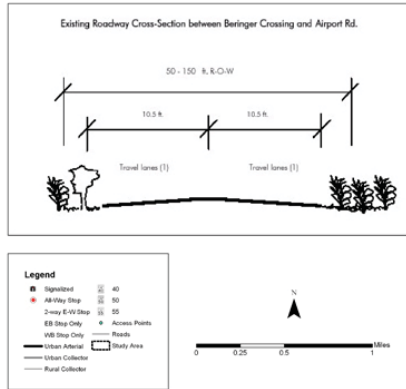 Existing Roadway Cross-Section between Beringer Crossing and Airport Rd.
50 - 150 ft. R-O-W
10.5 ft. 10.5 ft.
Travel lanes (1) Travel lanes (1)
Legend
Signalized 40
All-Way Stop 50
2-way E-W Stop 55
EB Stop Only Access Points
WB Stop Only Roads
Urban Arterial Study Area
Urban Collector
Rural Collector
N
Miles
0 0.25 0.5 1